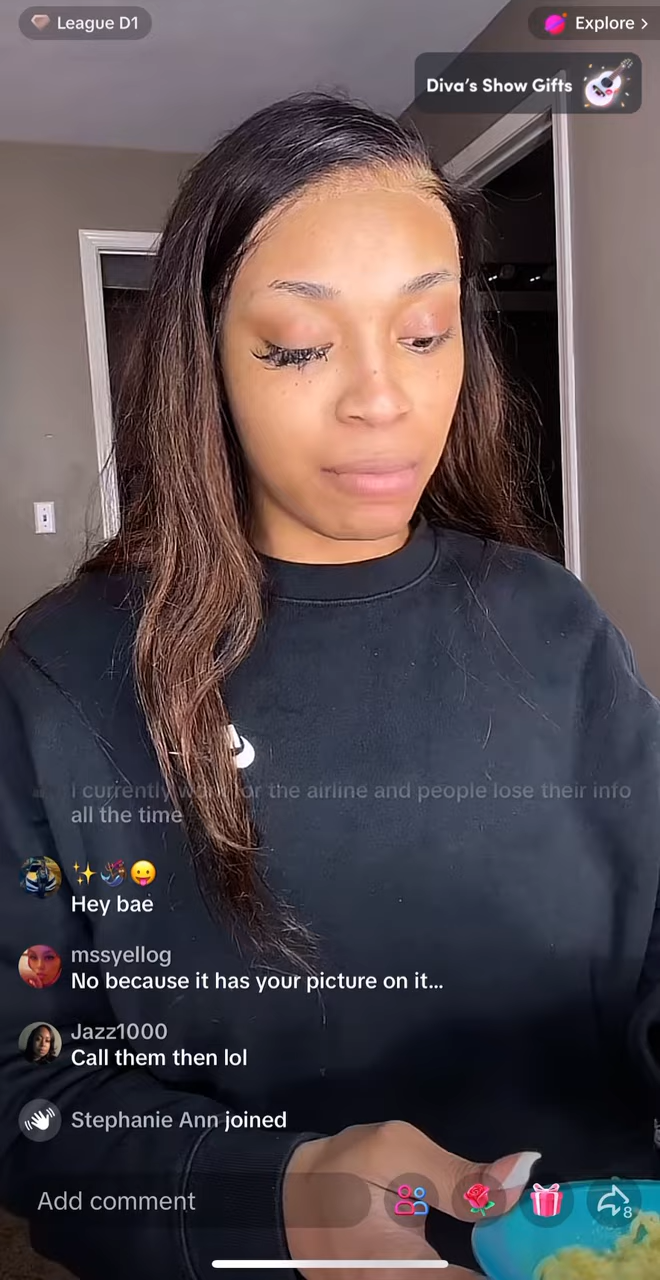 League D1
Explore >
Diva's Show Gifts
I currently work for the airline and people lose their info
all the time
Hey bae
mssyellog
No because it has your picture on it...
Jazz1000
Call them then lol
Stephanie Ann joined
Add comment
8